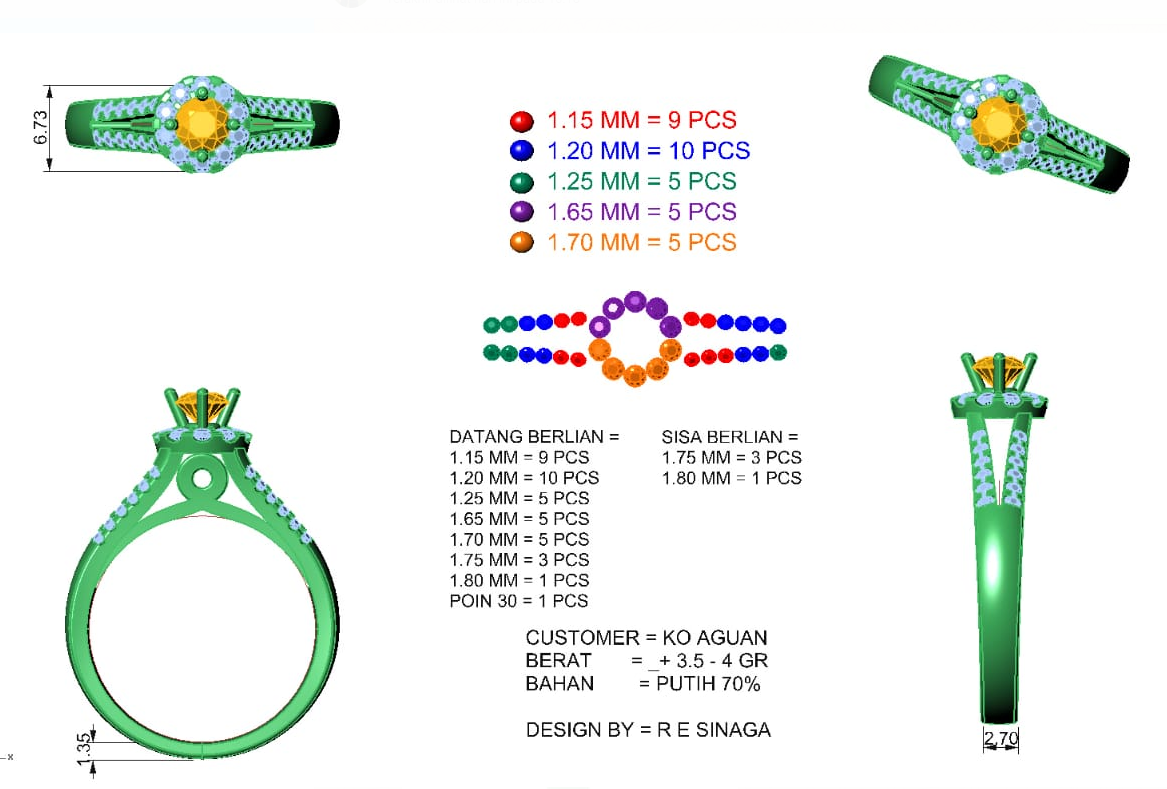 6.73
1.15 MM = 9 PCS
1.20 MM = 10 PCS
1.25 MM = 5 PCS
1.65 MM = 5 PCS
1.70 MM = 5 PCS
DATANG BERLIAN =
1.15 MM = 9 PCS
1.20 MM = 10 PCS
1.25 MM = 5 PCS
1.65 MM = 5 PCS
1.70 MM = 5 PCS
1.75 MM = 3 PCS
1.80 MM = 1 PCS
POIN 30 = 1 PCS
SISA BERLIAN =
1.75 MM = 3 PCS
1.80 MM = 1 PCS
CUSTOMER = KO AGUAN
BERAT = _+ 3.5 - 4 GR
BAHAN = PUTIH 70%
DESIGN BY = R E SINAGA
1.35
2.70
x